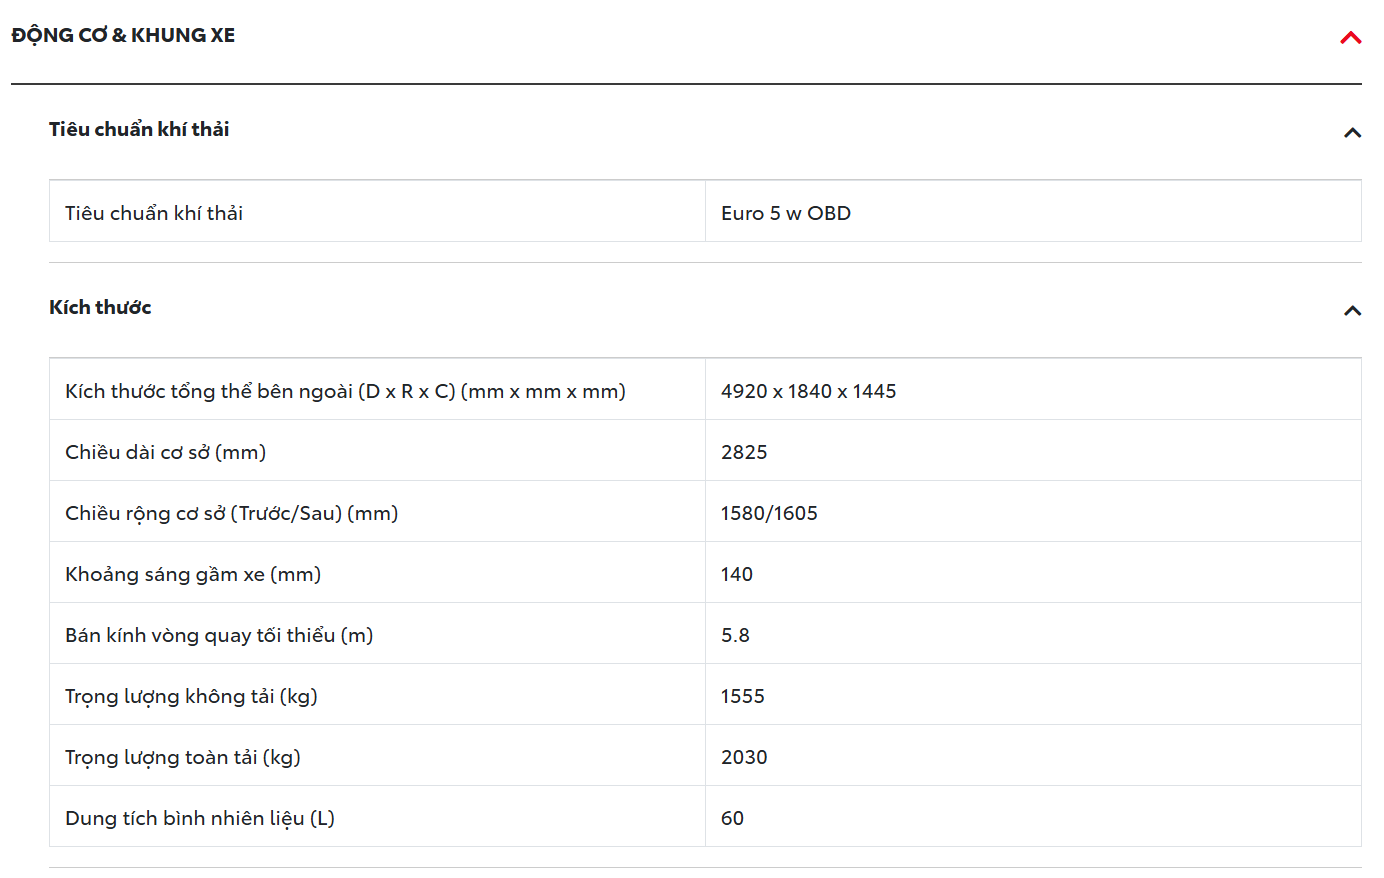 ĐỘNG CƠ & KHUNG XE
Tiêu chuẩn khí thải
Tiêu chuẩn khí thải Euro 5 w OBD
Kích thước
Kích thước tổng thể bên ngoài (D x R x C) (mm x mm x mm) 4920 x 1840 x 1445
Chiều dài cơ sở (mm) 2825
Chiều rộng cơ sở (Trước/Sau) (mm) 1580/1605
Khoảng sáng gầm xe (mm) 140
Bán kính vòng quay tối thiểu (m) 5.8
Trọng lượng không tải (kg) 1555
Trọng lượng toàn tải (kg) 2030
Dung tích bình nhiên liệu (L) 60